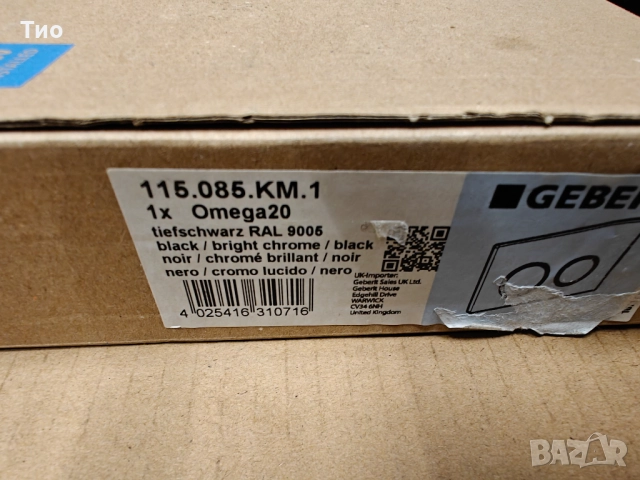 Тио
115.085.KM.1
1x Omega20
tiefschwarz RAL 9005
black / bright chrome / black
noir / chromé brillant / noir
nero / cromo lucido / nero
4 025416 310716
UK-Importer:
Geberit Sales UK Ltd.
Geberit House
Edgehill Drive
WARWICK
CV34 6NH
United Kingdom
GEBER
BAZAR